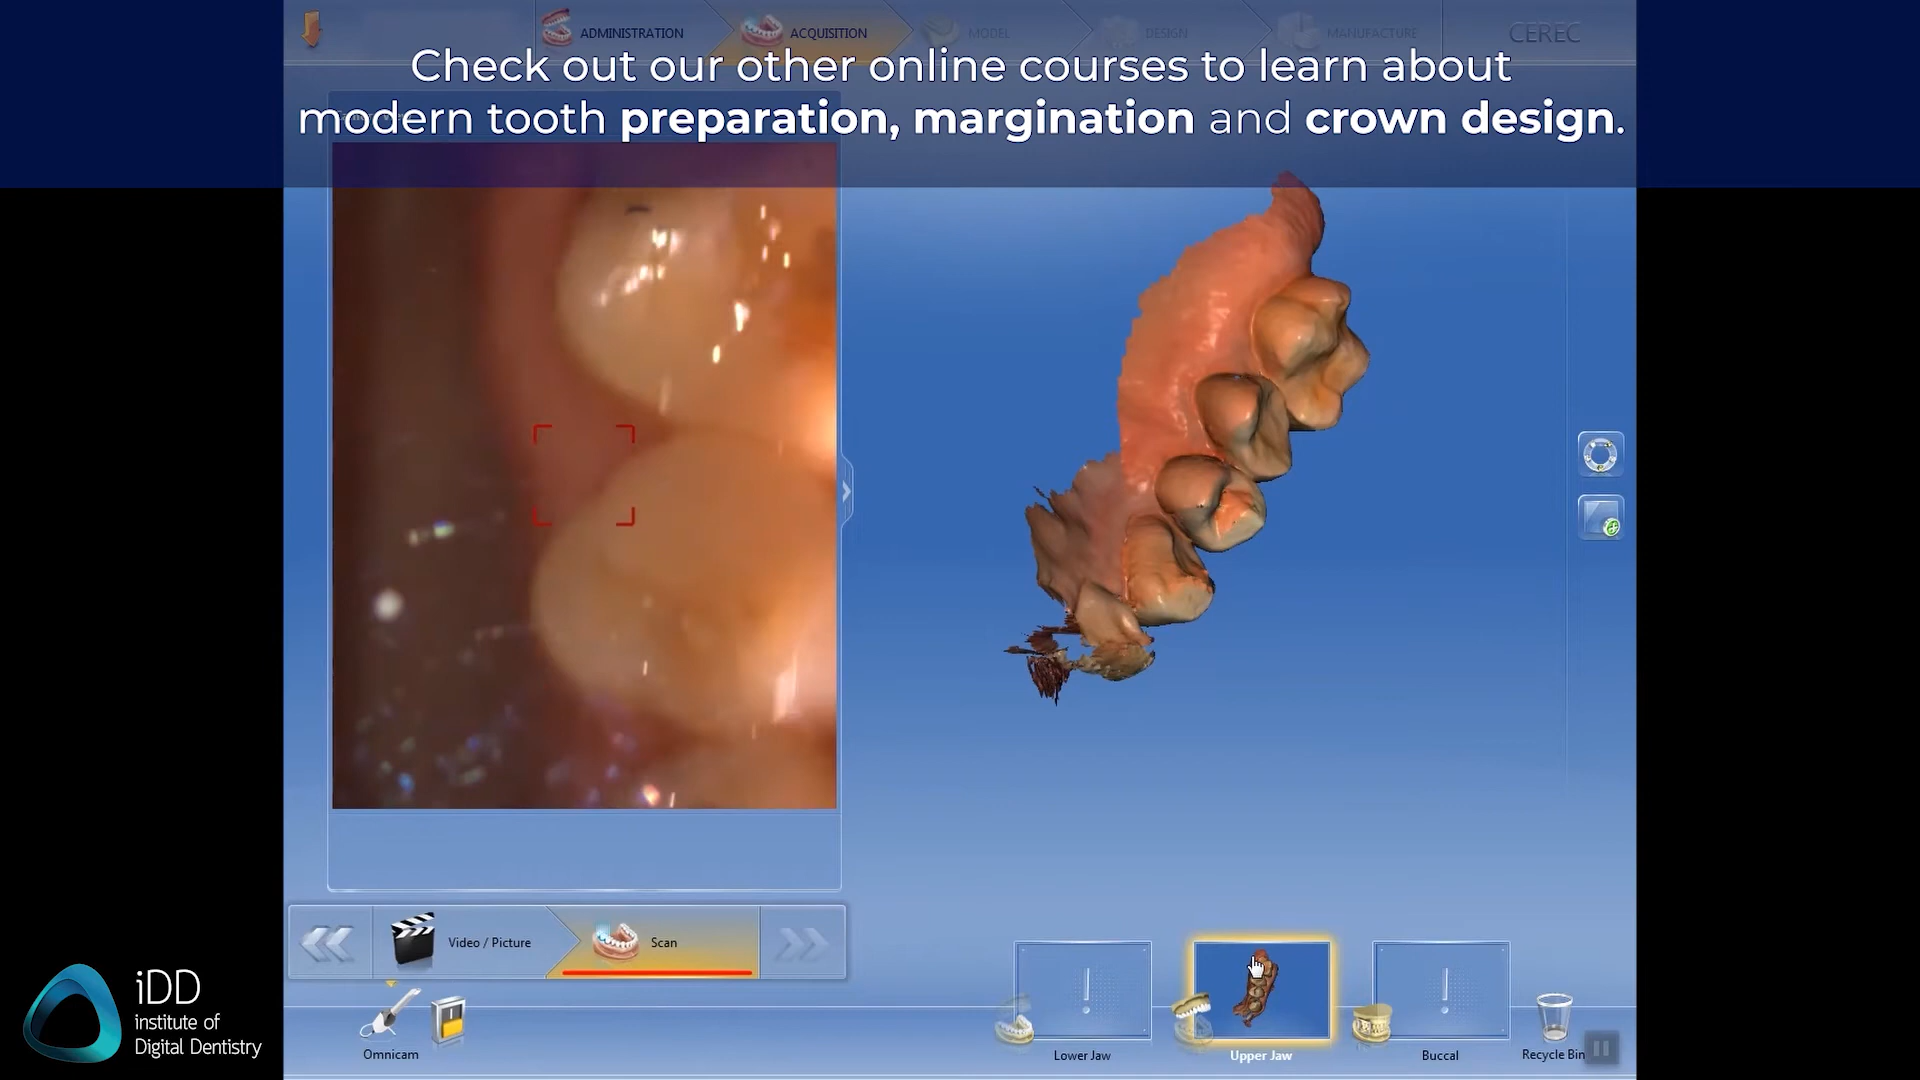 ADMINISTRATION
ACQUISITION
MODEL
DESIGN
MANUFACTURE
CEREC
Check out our other online courses to learn about
modern tooth preparation, margination and crown design.
Video / Picture
Scan
Omnicam
Lower Jaw
Upper Jaw
Buccal
Recycle Bin
iDD
institute of
Digital Dentistry